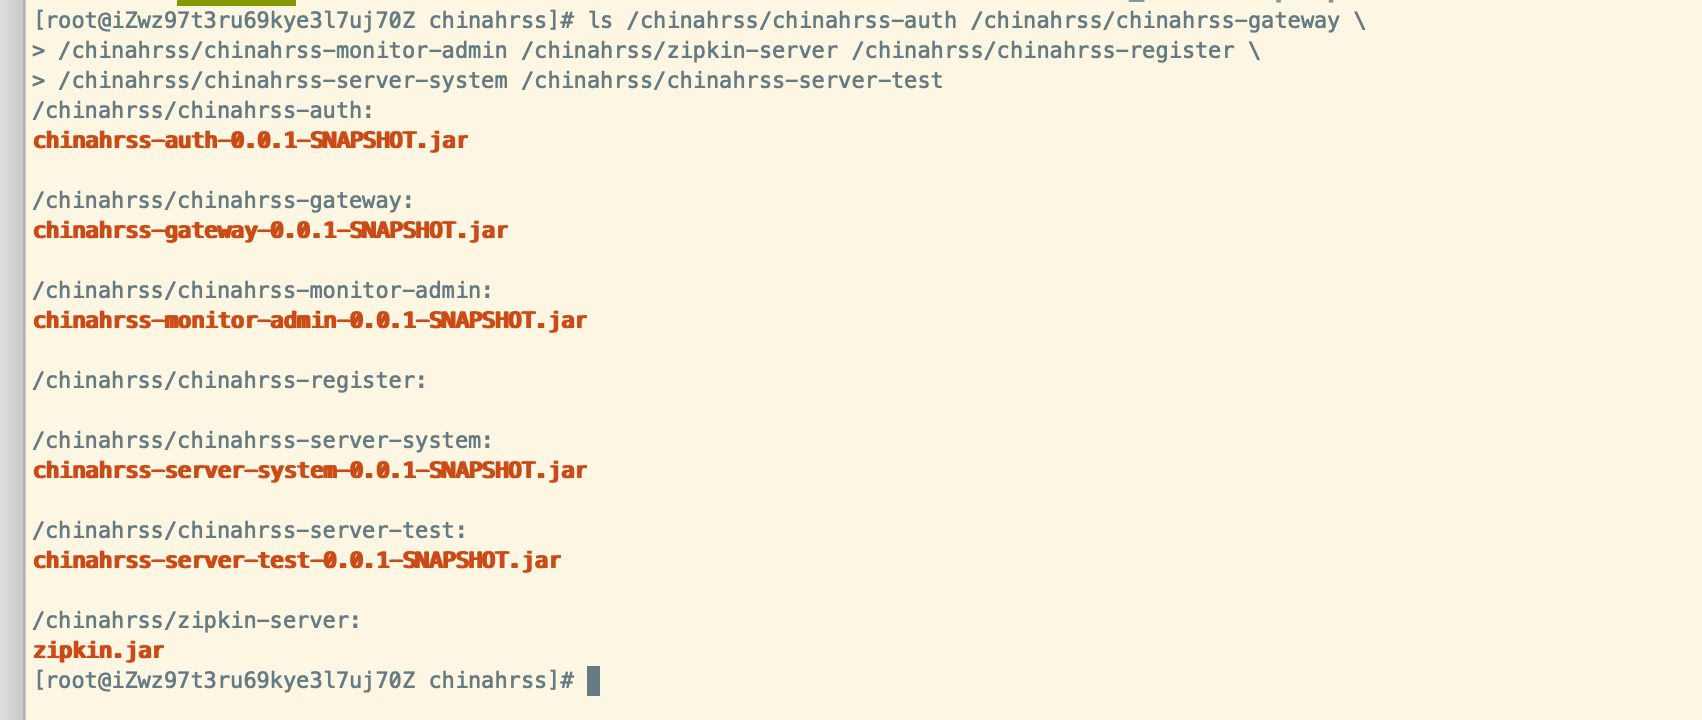 [root@iZwz97t3ru69kye3l7uj70Z chinahrss]# ls /chinahrss/chinahrss-auth /chinahrss/chinahrss-gateway \
> /chinahrss/chinahrss-monitor-admin /chinahrss/zipkin-server /chinahrss/chinahrss-register \
> /chinahrss/chinahrss-server-system /chinahrss/chinahrss-server-test
/chinahrss/chinahrss-auth:
chinahrss-auth-0.0.1-SNAPSHOT.jar
/chinahrss/chinahrss-gateway:
chinahrss-gateway-0.0.1-SNAPSHOT.jar
/chinahrss/chinahrss-monitor-admin:
chinahrss-monitor-admin-0.0.1-SNAPSHOT.jar
/chinahrss/chinahrss-register:
/chinahrss/chinahrss-server-system:
chinahrss-server-system-0.0.1-SNAPSHOT.jar
/chinahrss/chinahrss-server-test:
chinahrss-server-test-0.0.1-SNAPSHOT.jar
/chinahrss/zipkin-server:
zipkin.jar
[root@iZwz97t3ru69kye3l7uj70Z chinahrss]#